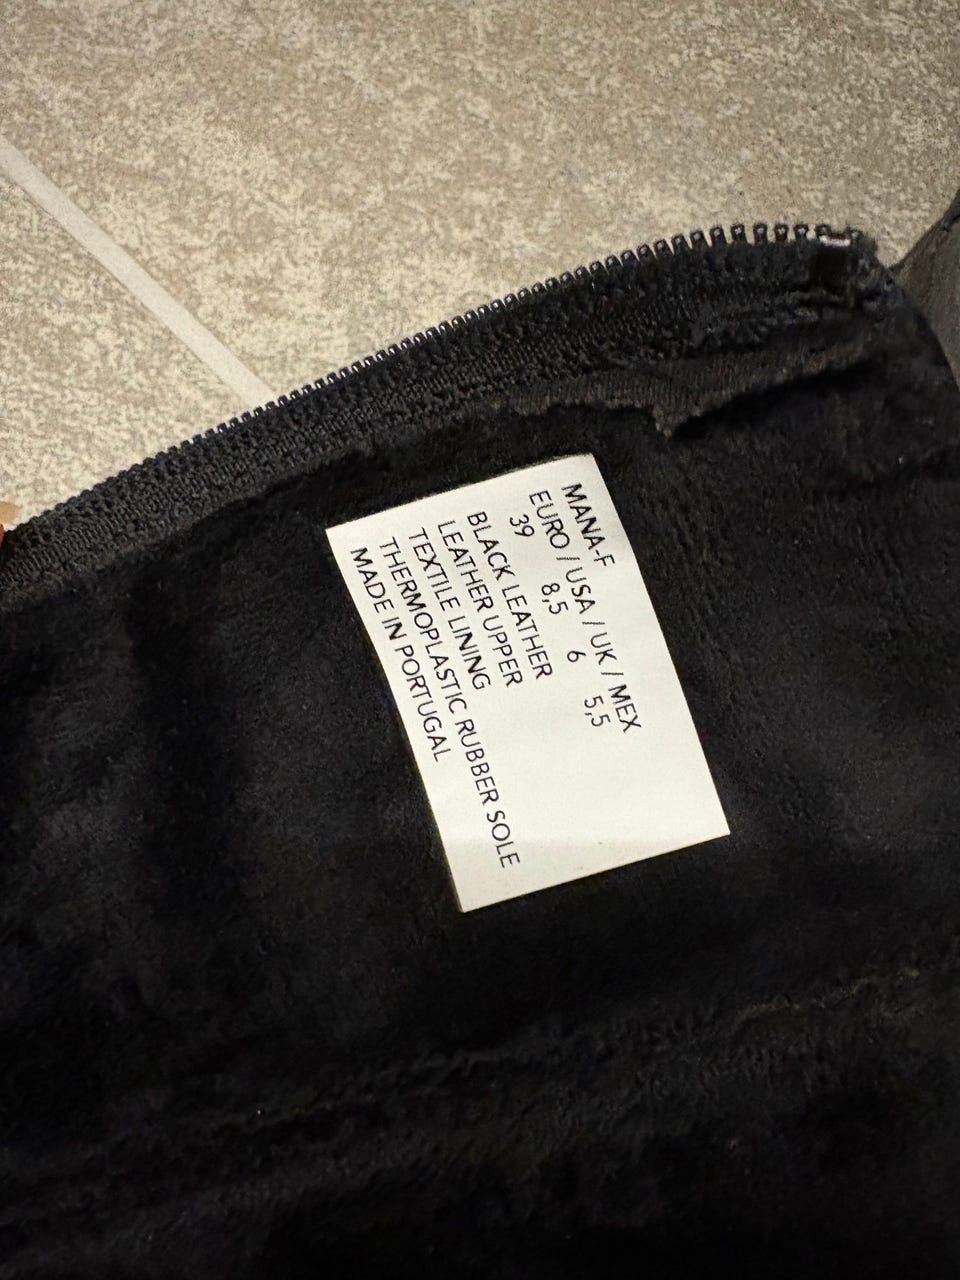 MANA-F
EURO / USA / UK / MEX
39 8,5 6 5,5
BLACK LEATHER
LEATHER UPPER
TEXTILE LINING
THERMOPLASTIC RUBBER SOLE
MADE IN PORTUGAL